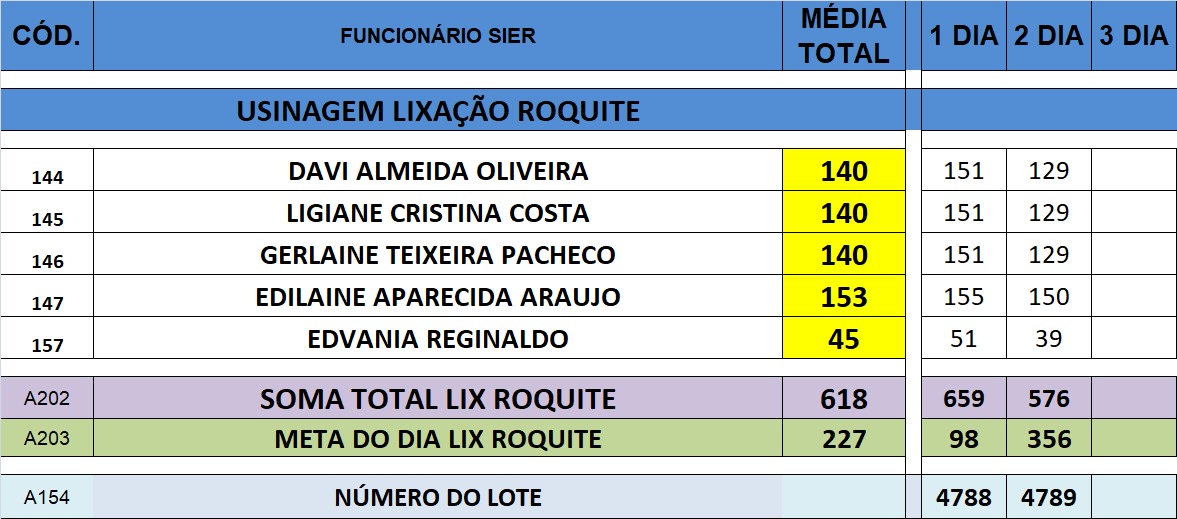 CÓD. FUNCIONÁRIO SIER MÉDIA TOTAL 1 DIA 2 DIA 3 DIA
USINAGEM LIXAÇÃO ROQUITE
144 DAVI ALMEIDA OLIVEIRA 140 151 129
145 LIGIANE CRISTINA COSTA 140 151 129
146 GERLAINE TEIXEIRA PACHECO 140 151 129
147 EDILAINE APARECIDA ARAUJO 153 155 150
157 EDVANIA REGINALDO 45 51 39
A202 SOMA TOTAL LIX ROQUITE 618 659 576
A203 META DO DIA LIX ROQUITE 227 98 356
A154 NÚMERO DO LOTE 4788 4789